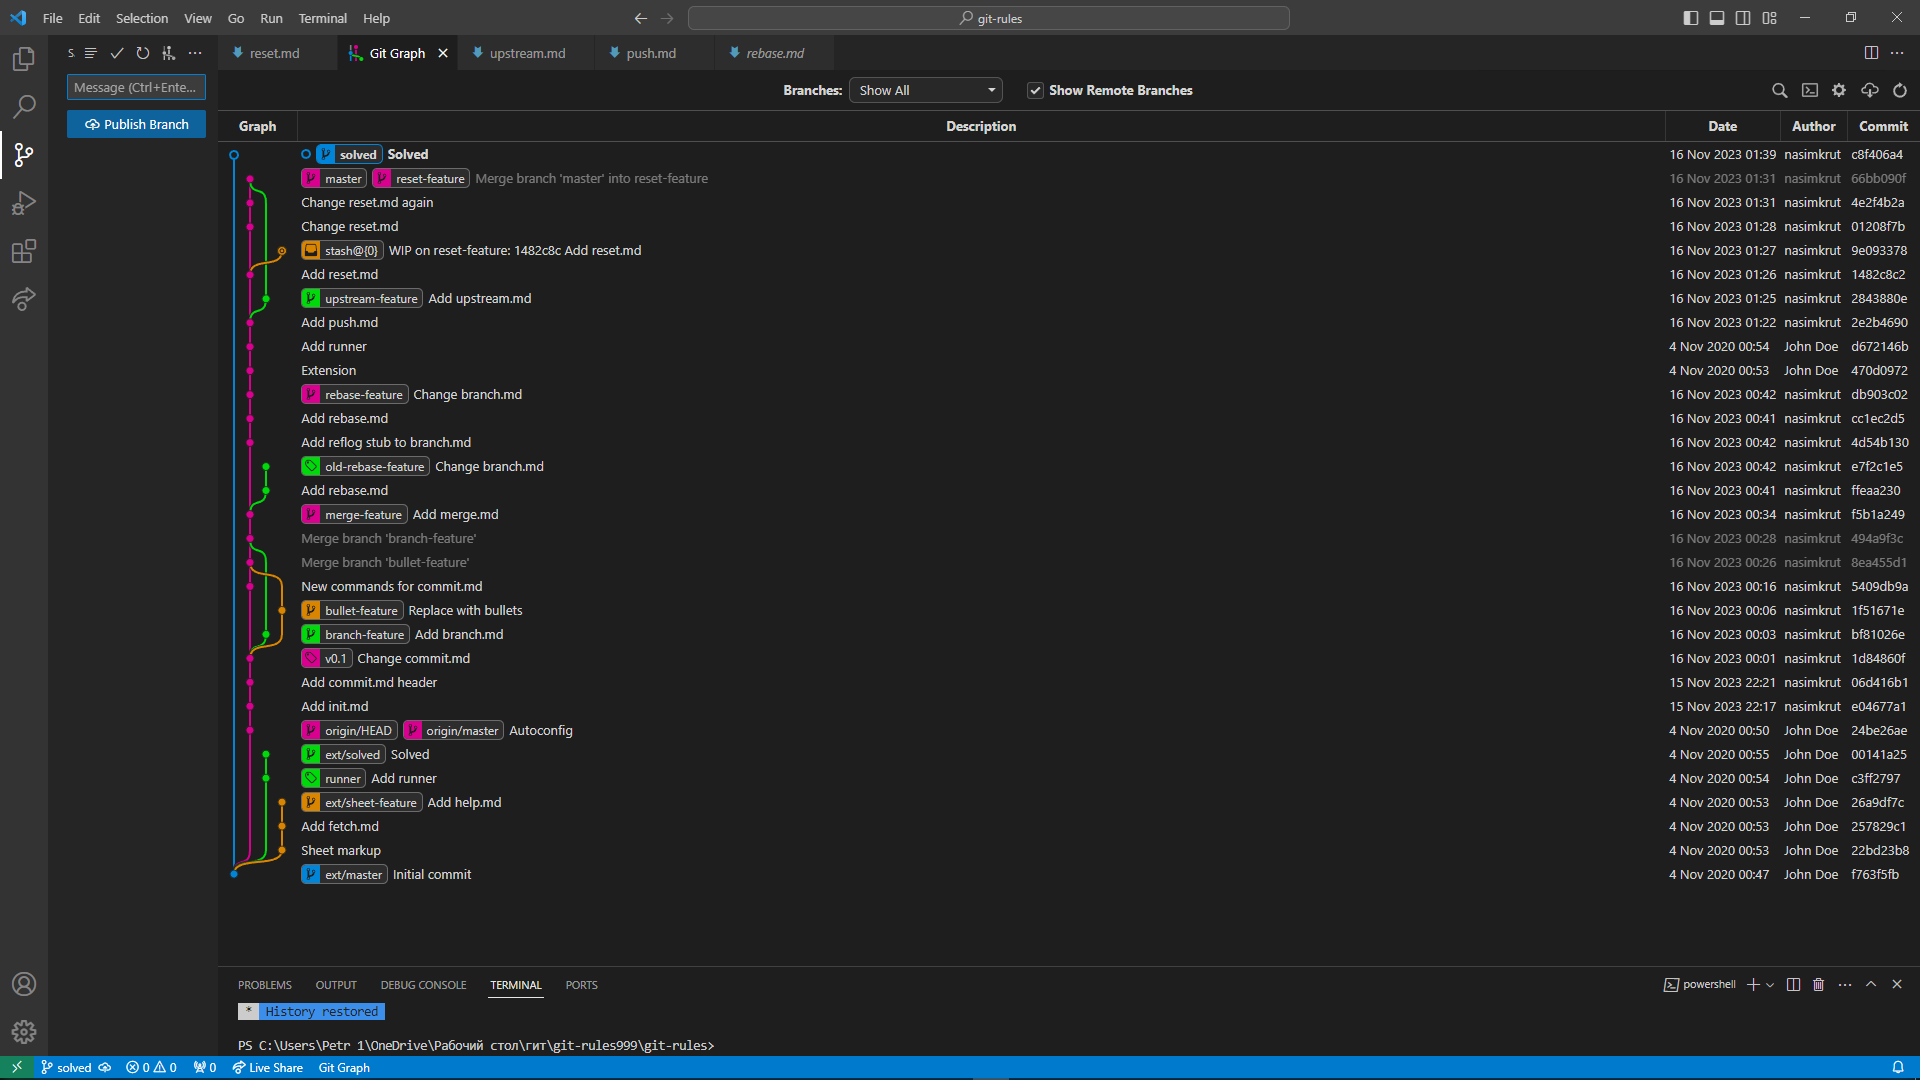 File Edit Selection View Go Run Terminal Help
git-rules
S
reset.md Git Graph upstream.md push.md rebase.md
Message (Ctrl+Ente...
Publish Branch
Branches: Show All Show Remote Branches
Graph Description Date Author Commit
solved Solved 16 Nov 2023 01:39 nasimkrut c8f406a4
master reset-feature Merge branch 'master' into reset-feature 16 Nov 2023 01:31 nasimkrut 66bb090f
Change reset.md again 16 Nov 2023 01:31 nasimkrut 4e2f4b2a
Change reset.md 16 Nov 2023 01:28 nasimkrut 01208f7b
stash@{0} WIP on reset-feature: 1482c8c Add reset.md 16 Nov 2023 01:27 nasimkrut 9e093378
Add reset.md 16 Nov 2023 01:26 nasimkrut 1482c8c2
upstream-feature Add upstream.md 16 Nov 2023 01:25 nasimkrut 2843880e
Add push.md 16 Nov 2023 01:22 nasimkrut 2e2b4690
Add runner 4 Nov 2020 00:54 John Doe d672146b
Extension 4 Nov 2020 00:53 John Doe 470d0972
rebase-feature Change branch.md 16 Nov 2023 00:42 nasimkrut db903c02
Add rebase.md 16 Nov 2023 00:41 nasimkrut cc1ec2d5
Add reflog stub to branch.md 16 Nov 2023 00:42 nasimkrut 4d54b130
old-rebase-feature Change branch.md 16 Nov 2023 00:42 nasimkrut e7f2c1e5
Add rebase.md 16 Nov 2023 00:41 nasimkrut ffeaa230
merge-feature Add merge.md 16 Nov 2023 00:34 nasimkrut f5b1a249
Merge branch 'branch-feature' 16 Nov 2023 00:28 nasimkrut 494a9f3c
Merge branch 'bullet-feature' 16 Nov 2023 00:26 nasimkrut 8ea455d1
New commands for commit.md 16 Nov 2023 00:16 nasimkrut 5409db9a
bullet-feature Replace with bullets 16 Nov 2023 00:06 nasimkrut 1f51671e
branch-feature Add branch.md 16 Nov 2023 00:03 nasimkrut bf81026e
v0.1 Change commit.md 16 Nov 2023 00:01 nasimkrut 1d84860f
Add commit.md header 15 Nov 2023 22:21 nasimkrut 06d416b1
Add init.md 15 Nov 2023 22:17 nasimkrut e04677a1
origin/HEAD origin/master Autoconfig 4 Nov 2020 00:50 John Doe 24be26ae
ext/solved Solved 4 Nov 2020 00:55 John Doe 00141a25
runner Add runner 4 Nov 2020 00:54 John Doe c3ff2797
ext/sheet-feature Add help.md 4 Nov 2020 00:53 John Doe 26a9df7c
Add fetch.md 4 Nov 2020 00:53 John Doe 257829c1
Sheet markup 4 Nov 2020 00:53 John Doe 22bd23b8
ext/master Initial commit 4 Nov 2020 00:47 John Doe f763f5fb
PROBLEMS OUTPUT DEBUG CONSOLE TERMINAL PORTS powershell
* History restored
PS C:\Users\Petr 1\OneDrive\Рабочий стол\гит\git-rules999\git-rules>
solved 0 0 0 Live Share Git Graph